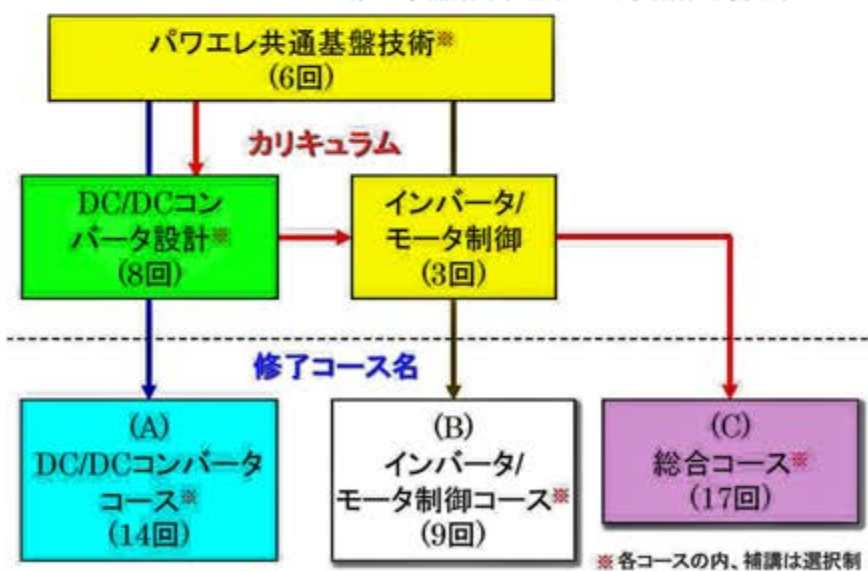 パワエレ共通基盤技術※
(6回)
カリキュラム
DC/DCコン
バータ設計※
(8回)
インバータ/
モータ制御
(3回)
修了コース名
(A)
DC/DCコンバータ
コース※
(14回)
(B)
インバータ/
モータ制御コース※
(9回)
(C)
総合コース※
(17回)
※各コースの内、補講は選択制